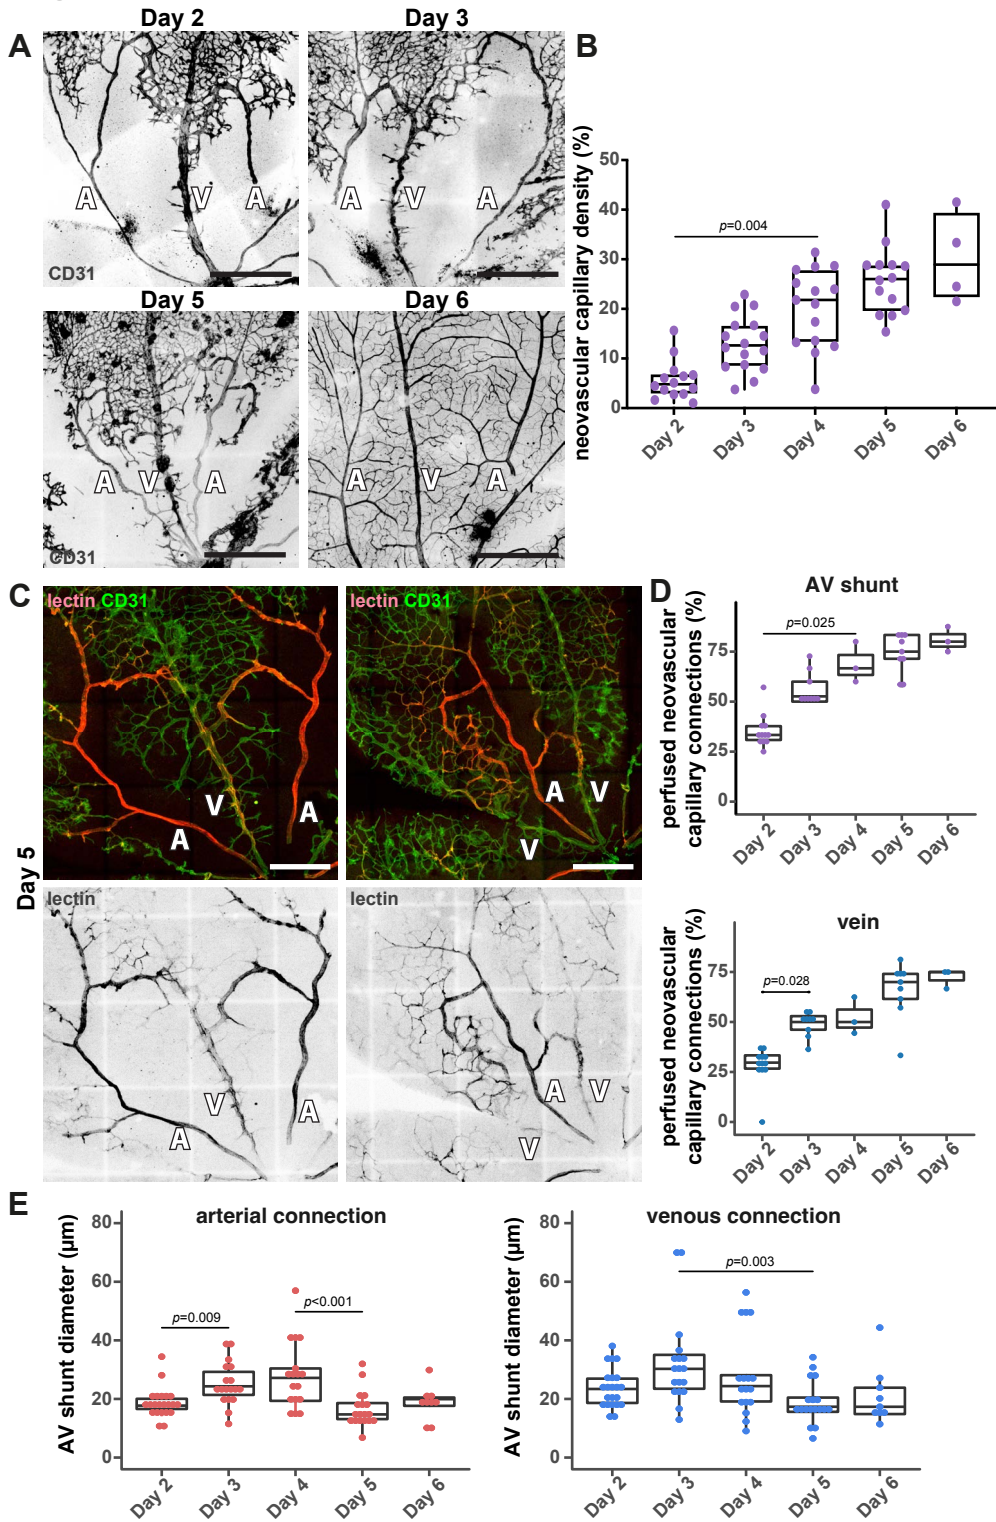 Day 2
Day 3
A
B
A
V
A
A
V
A
CD31
Day 5
Day 6
A
V
A
A
V
A
CD31
neovascular capillary density (%)
50
40
30
20
10
0
p=0.004
Day 2
Day 3
Day 4
Day 5
Day 6
C
lectin CD31
lectin CD31
V
A
A
A
V
V
Day 5
lectin
lectin
V
A
A
A
V
V
D
AV shunt
perfused neovascular
capillary connections (%)
75
50
25
0
p=0.025
Day 2
Day 3
Day 4
Day 5
Day 6
vein
perfused neovascular
capillary connections (%)
75
50
25
0
p=0.028
Day 2
Day 3
Day 4
Day 5
Day 6
E
arterial connection
AV shunt diameter (µm)
80
60
40
20
0
p=0.009
p<0.001
Day 2
Day 3
Day 4
Day 5
Day 6
venous connection
AV shunt diameter (µm)
80
60
40
20
0
p=0.003
Day 2
Day 3
Day 4
Day 5
Day 6